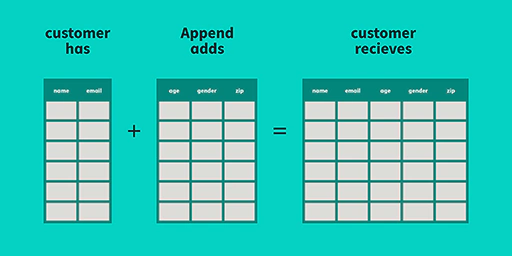 customer
has
Append
adds
customer
recieves
name email
age gender zip
name email age gender zip
+
=